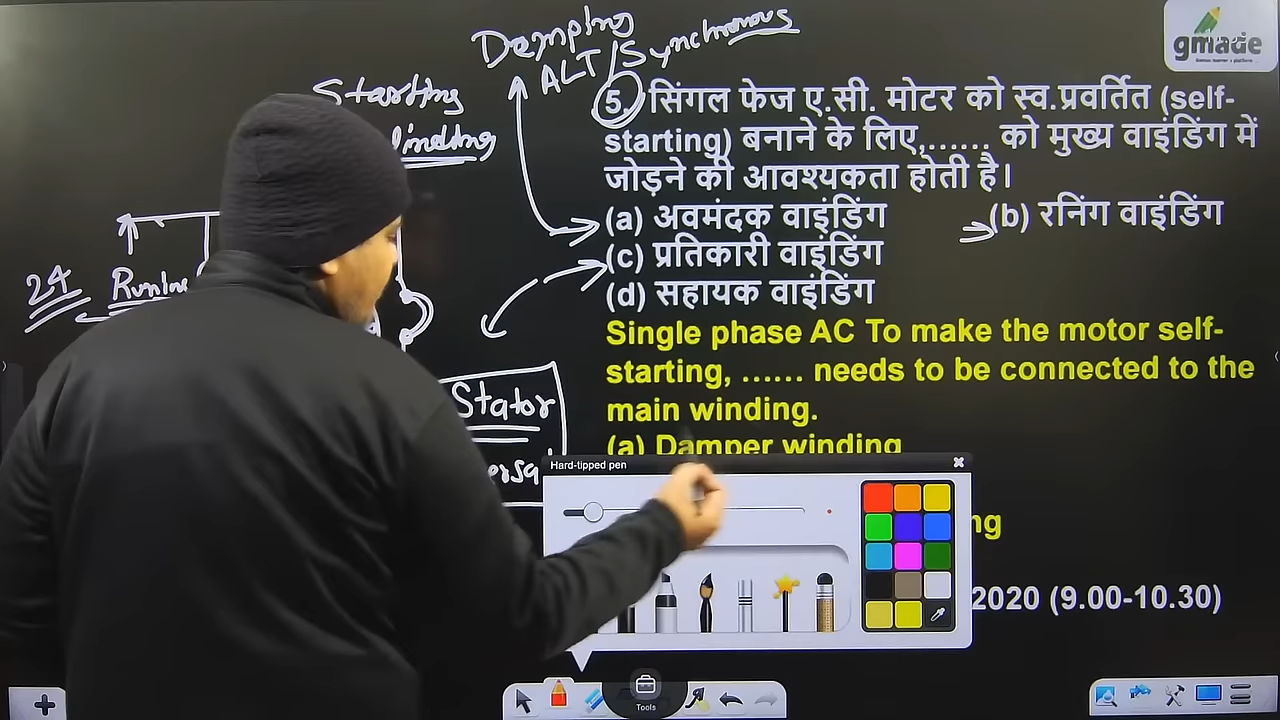 Damping
ALT/Synchronous
gmade
Starting
5. सिंगल फेज ए.सी. मोटर को स्व.प्रवर्तित (self-
starting) बनाने के लिए,...... को मुख्य वाइंडिंग में
जोड़ने की आवश्यकता होती है।
(a) अवमंदक वाइंडिंग
(b) रनिंग वाइंडिंग
(c) प्रतिकारी वाइंडिंग
(d) सहायक वाइंडिंग
24
Single phase AC To make the motor self-
starting, ...... needs to be connected to the
main winding.
(a) Damper winding
Stator
Hard-tipped pen
ng
2020 (9.00-10.30)
Tools